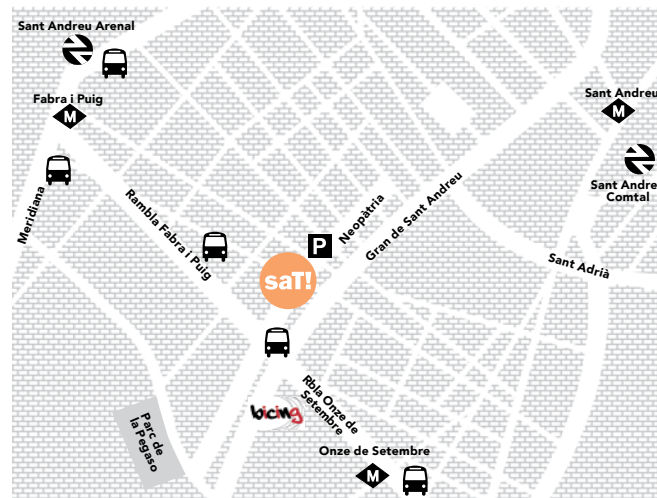 Sant Andreu Arenal
Fabra i Puig
M
Meridiana
Rambla Fabra i Puig
P
Neopàtria
saT!
Gran de Sant Andreu
Sant Andreu
M
Sant Andre
Comtal
Sant Adrià
Parc de
la Pegaso
bicing
Rbla Onze de
Setembre
Onze de Setembre
M